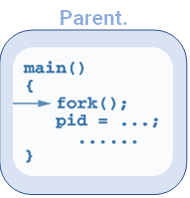 Parent.
main()
{
fork();
pid = ...;
......
}